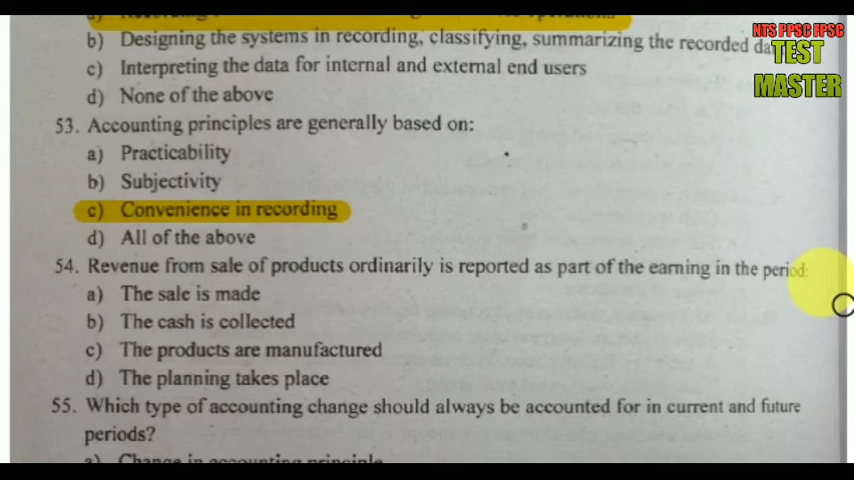 NTS PPSC FPSC
TEST
MASTER
b) Designing the systems in recording, classifying, summarizing the recorded
c) Interpreting the data for internal and external end users
d) None of the above
53. Accounting principles are generally based on:
a) Practicability
b) Subjectivity
c) Convenience in recording
d) All of the above
54. Revenue from sale of products ordinarily is reported as part of the earning in the period:
a) The sale is made
b) The cash is collected
c) The products are manufactured
d) The planning takes place
55. Which type of accounting change should always be accounted for in current and future
periods?
a) Change in accounting principle